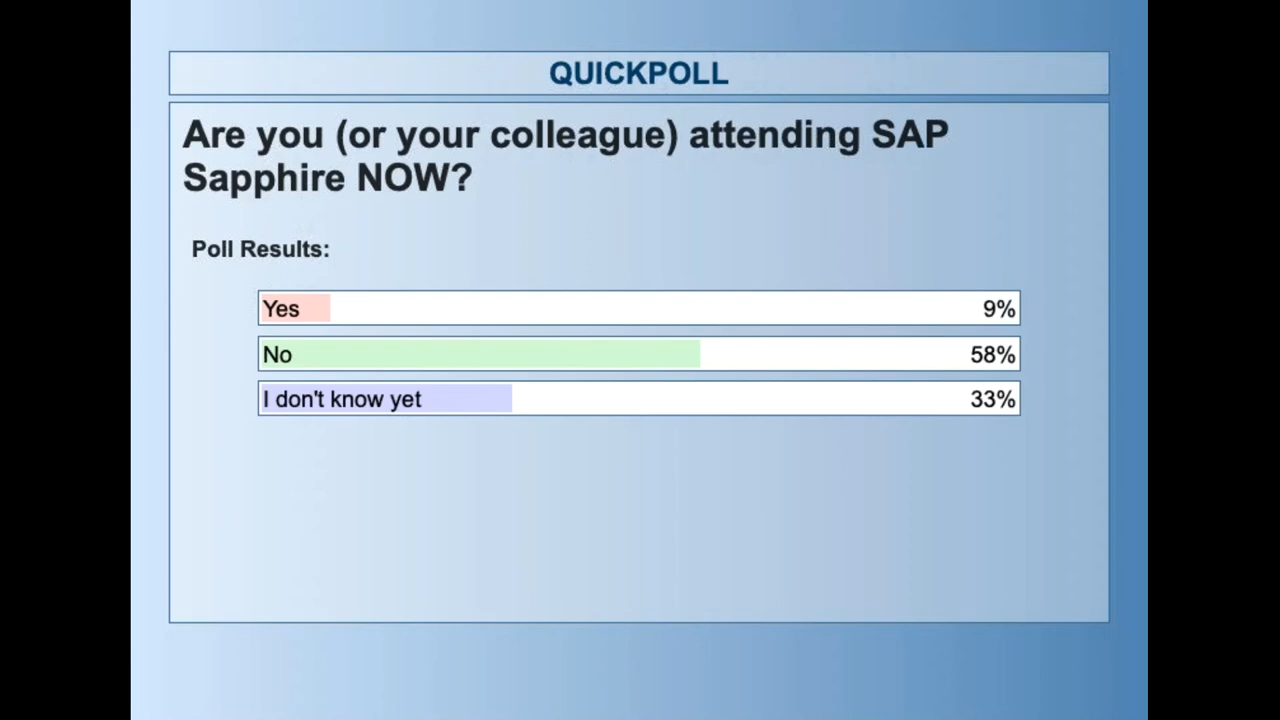 QUICKPOLL
Are you (or your colleague) attending SAP
Sapphire NOW?
Poll Results:
Yes 9%
No 58%
I don't know yet 33%